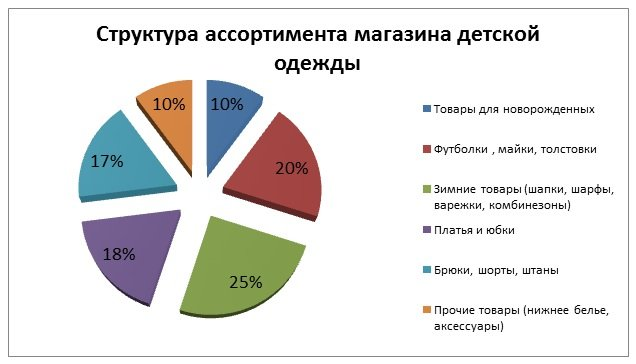 Структура ассортимента магазина детской
одежды
10%
10%
20%
17%
18%
25%
Товары для новорожденных
Футболки , майки, толстовки
Зимние товары (шапки, шарфы,
варежки, комбинезоны)
Платья и юбки
Брюки, шорты, штаны
Прочие товары (нижнее белье,
аксессуары)